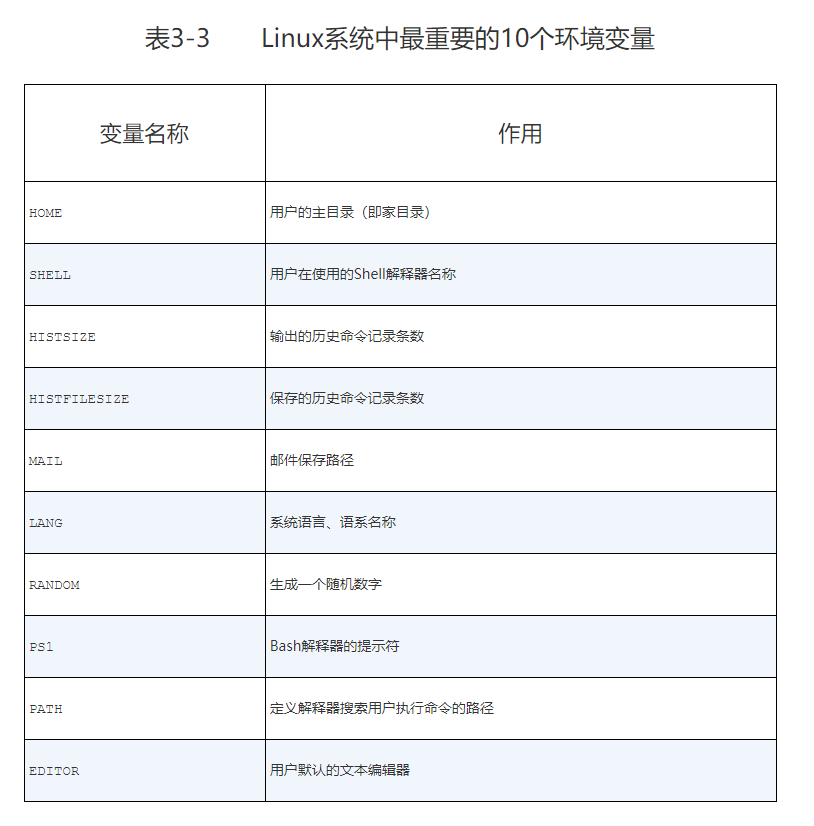 表3-3 Linux系统中最重要的10个环境变量
变量名称 作用
HOME 用户的主目录（即家目录）
SHELL 用户在使用的Shell解释器名称
HISTSIZE 输出的历史命令记录条数
HISTFILESIZE 保存的历史命令记录条数
MAIL 邮件保存路径
LANG 系统语言、语系名称
RANDOM 生成一个随机数字
PS1 Bash解释器的提示符
PATH 定义解释器搜索用户执行命令的路径
EDITOR 用户默认的文本编辑器